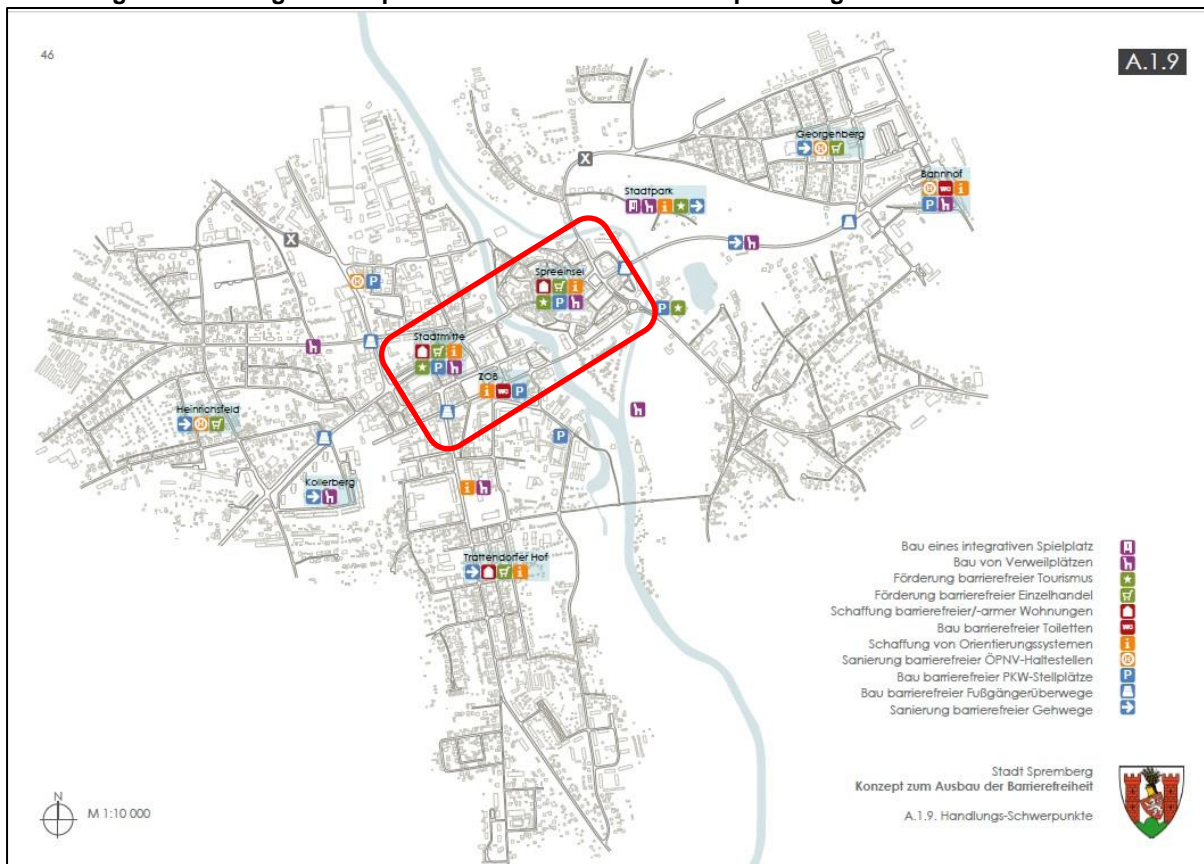 46
A.1.9
Georgenberg
Bahnhof
WC
Stadtpark
Spreeinsel
Stadtmitte
ZOB
WC
Heinrichsfeld
Kollerberg
Trattendorfer Hof
Bau eines integrativen Spielplatz
Bau von Verweilplätzen
Förderung barrierefreier Tourismus
Förderung barrierefreier Einzelhandel
Schaffung barrierefreier/-armer Wohnungen
Bau barrierefreier Toiletten
WC
Schaffung von Orientierungssystemen
i
Sanierung barrierefreier ÖPNV-Haltestellen
H
Bau barrierefreier PKW-Stellplätze
P
Bau barrierefreier Fußgängerüberwege
Sanierung barrierefreier Gehwege
Stadt Spremberg
Konzept zum Ausbau der Barrierefreiheit
A.1.9. Handlungs-Schwerpunkte
N
M 1:10 000